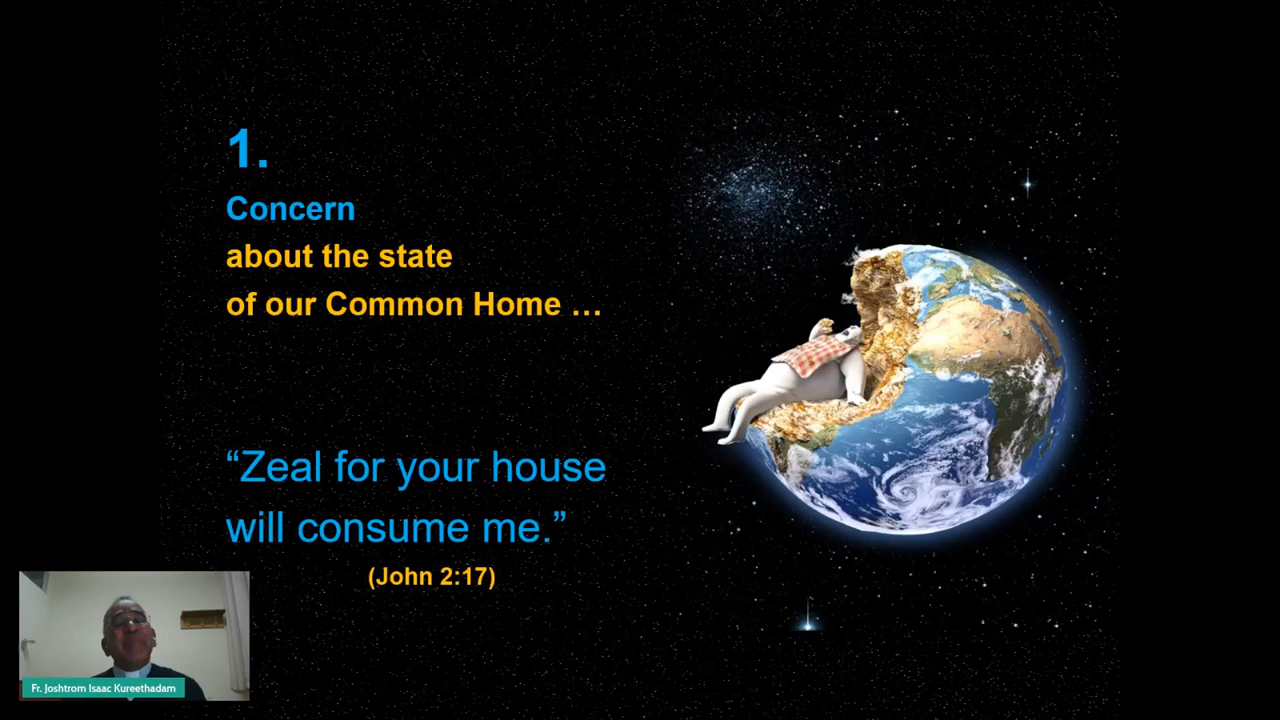 1.
Concern
about the state
of our Common Home …
“Zeal for your house
will consume me.”
(John 2:17)
Fr. Joshtrom Isaac Kureethadam